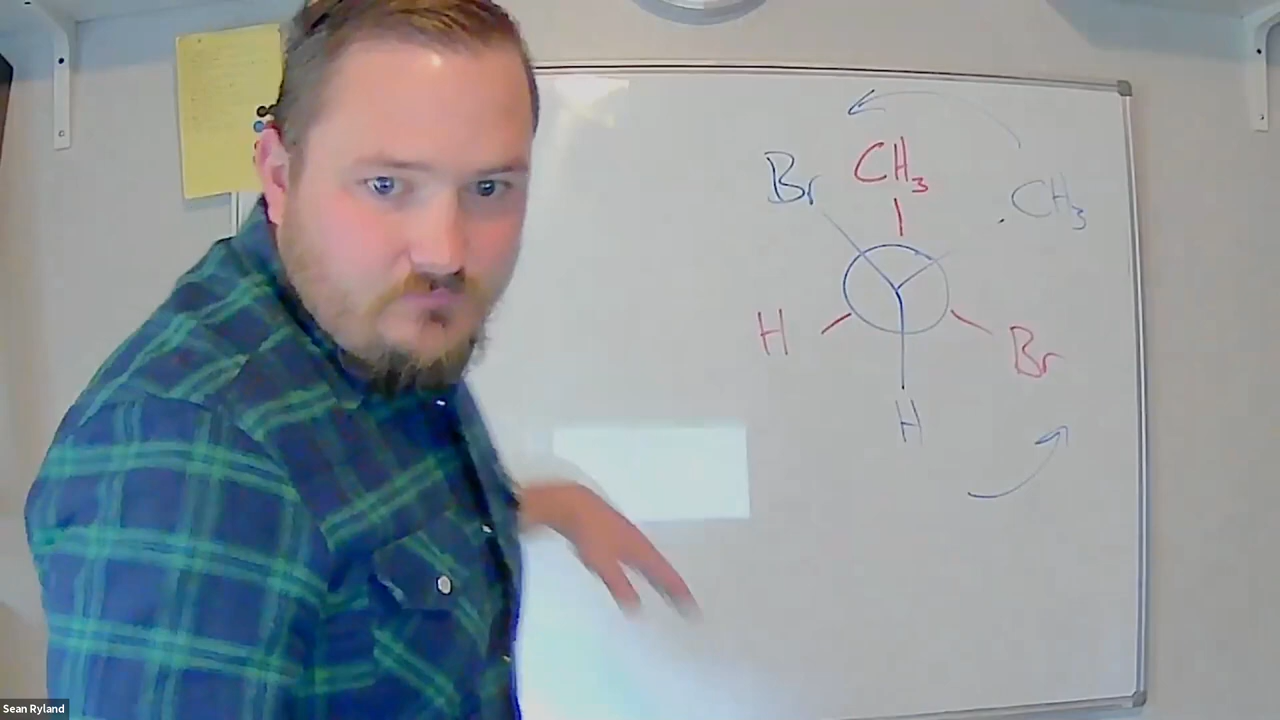 Br CH3
.CH3
H
Br
H
Sean Ryland